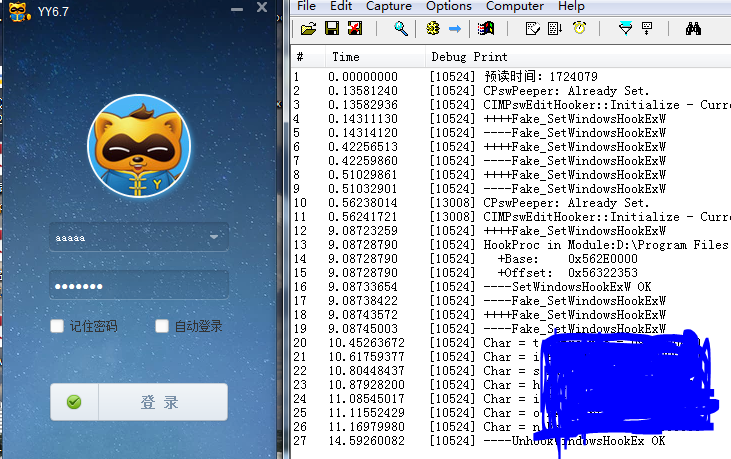 YY6.7
aaaaa
记住密码
自动登录
登 录
File Edit Capture Options Computer Help
# Time Debug Print
1 0.00000000 [10524] 预读时间: 1724079
2 0.13581240 [10524] CPswPeeper: Already Set.
3 0.13582936 [10524] CIMPswEditHooker::Initialize - Curre
4 0.14311130 [10524] ++++Fake_SetWindowsHookExW
5 0.14314120 [10524] ----Fake_SetWindowsHookExW
6 0.42256513 [10524] ++++Fake_SetWindowsHookExW
7 0.42259860 [10524] ----Fake_SetWindowsHookExW
8 0.51029861 [10524] ++++Fake_SetWindowsHookExW
9 0.51032901 [10524] ----Fake_SetWindowsHookExW
10 0.56238014 [13008] CPswPeeper: Already Set.
11 0.56241721 [13008] CIMPswEditHooker::Initialize - Curre
12 9.08723259 [10524] ++++Fake_SetWindowsHookExW
13 9.08728790 [10524] HookProc in Module:D:\Program Files
14 9.08728790 [10524] +Base: 0x562E0000
15 9.08728790 [10524] +Offset: 0x56322353
16 9.08733654 [10524] ----SetWindowsHookExW OK
17 9.08738422 [10524] ----Fake_SetWindowsHookExW
18 9.08743572 [10524] ++++Fake_SetWindowsHookExW
19 9.08745003 [10524] ----Fake_SetWindowsHookExW
20 10.45263672 [10524] Char = t
21 10.61759377 [10524] Char = i
22 10.80448437 [10524] Char = s
23 10.87928200 [10524] Char = h
24 11.08545017 [10524] Char = i
25 11.11552429 [10524] Char = o
26 11.16979980 [10524] Char = n
27 14.59260082 [10524] ----UnhookWindowsHookEx OK